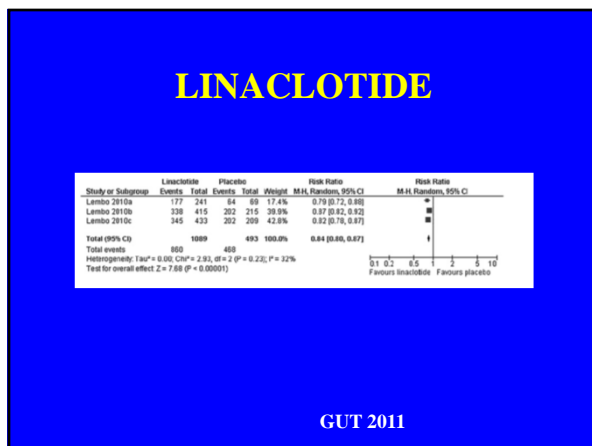 LINACLOTIDE
Linaclotide Placebo Risk Ratio Risk Ratio
Study or Subgroup Events Total Events Total Weight M-H, Random, 95% CI M-H, Random, 95% CI
Lembo 2010a 177 241 64 69 17.4% 0.79 [0.72, 0.88]
Lembo 2010b 338 415 202 215 39.9% 0.87 [0.82, 0.92]
Lembo 2010c 345 433 202 209 42.8% 0.82 [0.78, 0.87]
Total (95% CI) 1089 493 100.0% 0.84 [0.80, 0.87]
Total events 860 468
Heterogeneity: Tau² = 0.00; Chi² = 2.93, df = 2 (P = 0.23); I² = 32%
Test for overall effect: Z = 7.68 (P < 0.00001)
0.1 0.2 0.5 1 2 5 10
Favours linaclotide Favours placebo
GUT 2011